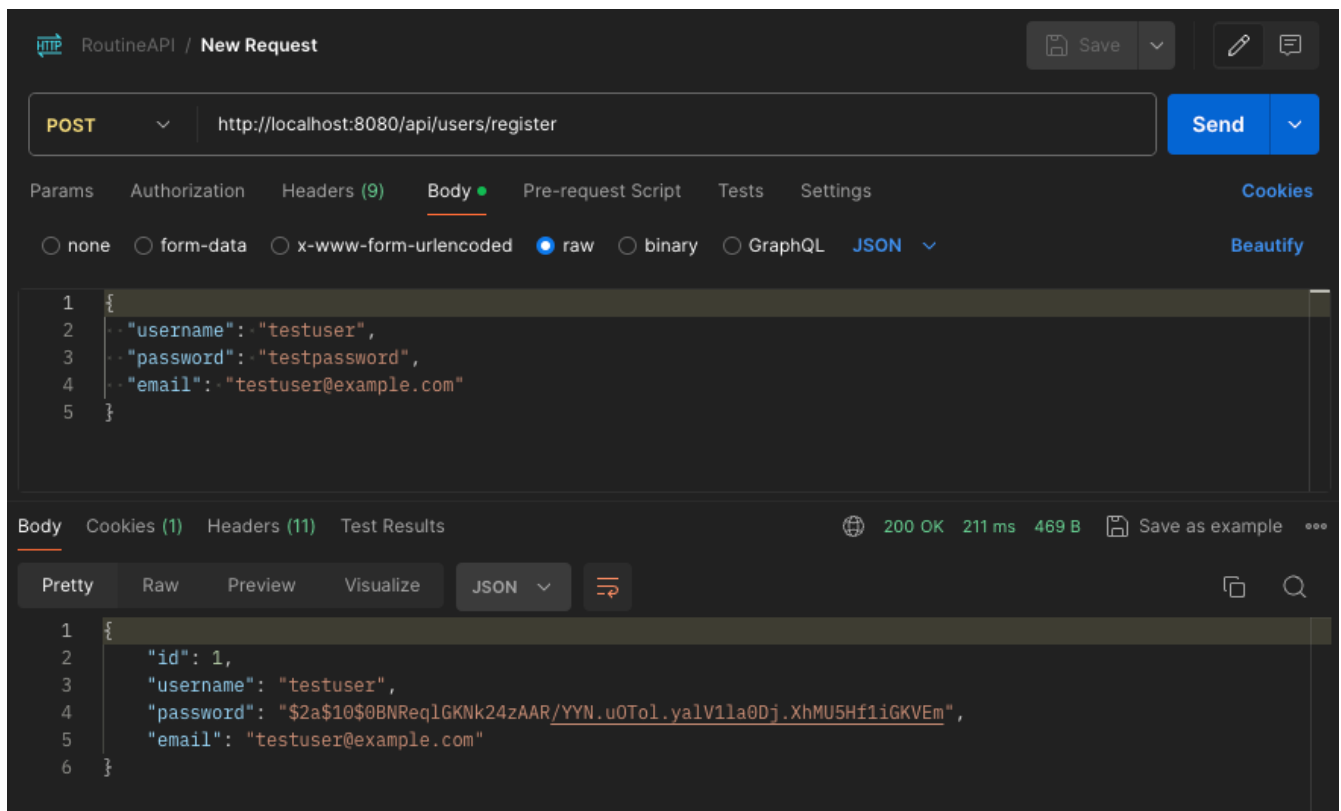 HTTP RoutineAPI / New Request Save
POST http://localhost:8080/api/users/register Send
Params Authorization Headers (9) Body Pre-request Script Tests Settings Cookies
none form-data x-www-form-urlencoded raw binary GraphQL JSON Beautify
1 {
2 "username": "testuser",
3 "password": "testpassword",
4 "email": "testuser@example.com"
5 }
Body Cookies (1) Headers (11) Test Results 200 OK 211 ms 469 B Save as example
Pretty Raw Preview Visualize JSON
1 {
2 "id": 1,
3 "username": "testuser",
4 "password": "$2a$10$0BNReqlGKNk24zAAR/YYN.uOTol.yalV1la0Dj.XhMU5Hf1iGKVEm",
5 "email": "testuser@example.com"
6 }